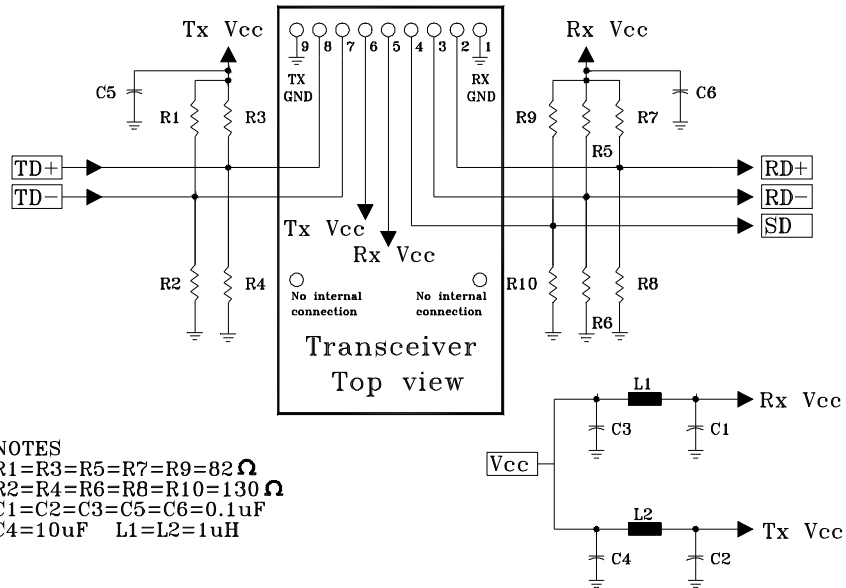 Tx Vcc
Rx Vcc
9 8 7 6 5 4 3 2 1
TX
GND
RX
GND
C5
R1
R3
R9
R7
C6
R5
TD+
RD+
TD-
RD-
SD
Tx Vcc
Rx Vcc
R2
R4
R10
R8
No internal
connection
No internal
connection
R6
Transceiver
Top view
L1
Rx Vcc
C3
C1
Vcc
L2
Tx Vcc
C4
C2
NOTES
R1=R3=R5=R7=R9=82 Ω
R2=R4=R6=R8=R10=130 Ω
C1=C2=C3=C5=C6=0.1uF
C4=10uF L1=L2=1uH